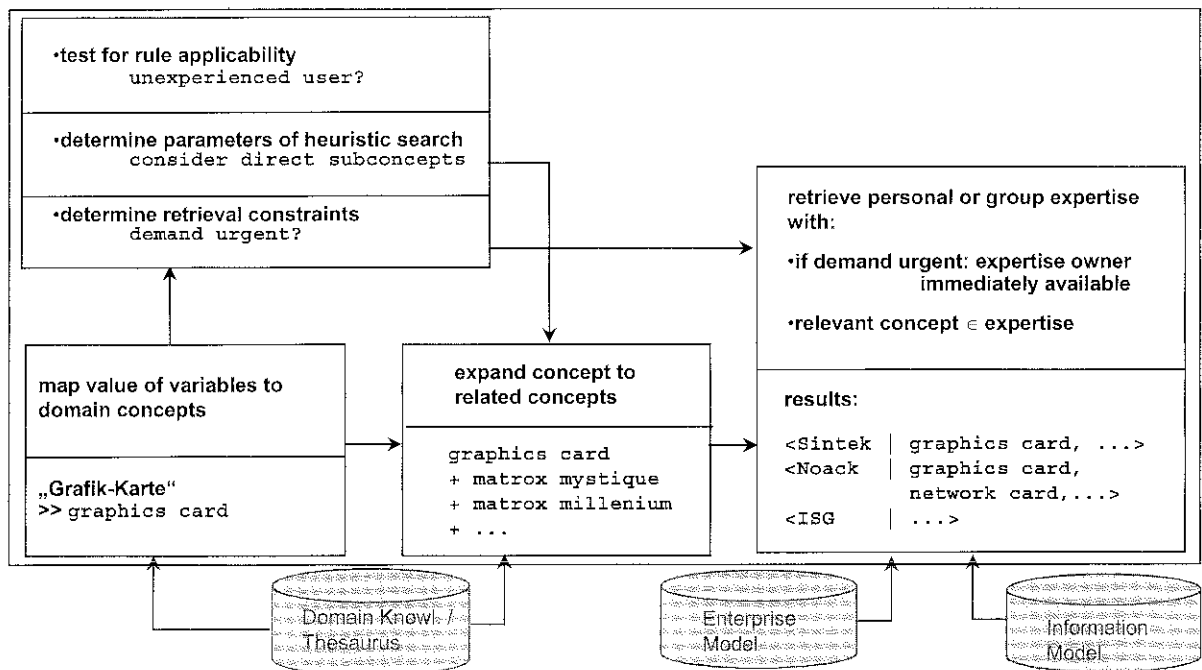 •test for rule applicability
unexperienced user?
•determine parameters of heuristic search
consider direct subconcepts
•determine retrieval constraints
demand urgent?
map value of variables to
domain concepts
„Grafik-Karte“
>> graphics card
expand concept to
related concepts
graphics card
+ matrox mystique
+ matrox millenium
+ ...
retrieve personal or group expertise
with:
•if demand urgent: expertise owner
immediately available
•relevant concept ∈ expertise
results:
<Sintek | graphics card, ...>
<Noack | graphics card,
network card,...>
<ISG | ...>
Domain Knowl. /
Thesaurus
Enterprise
Model
Information
Model